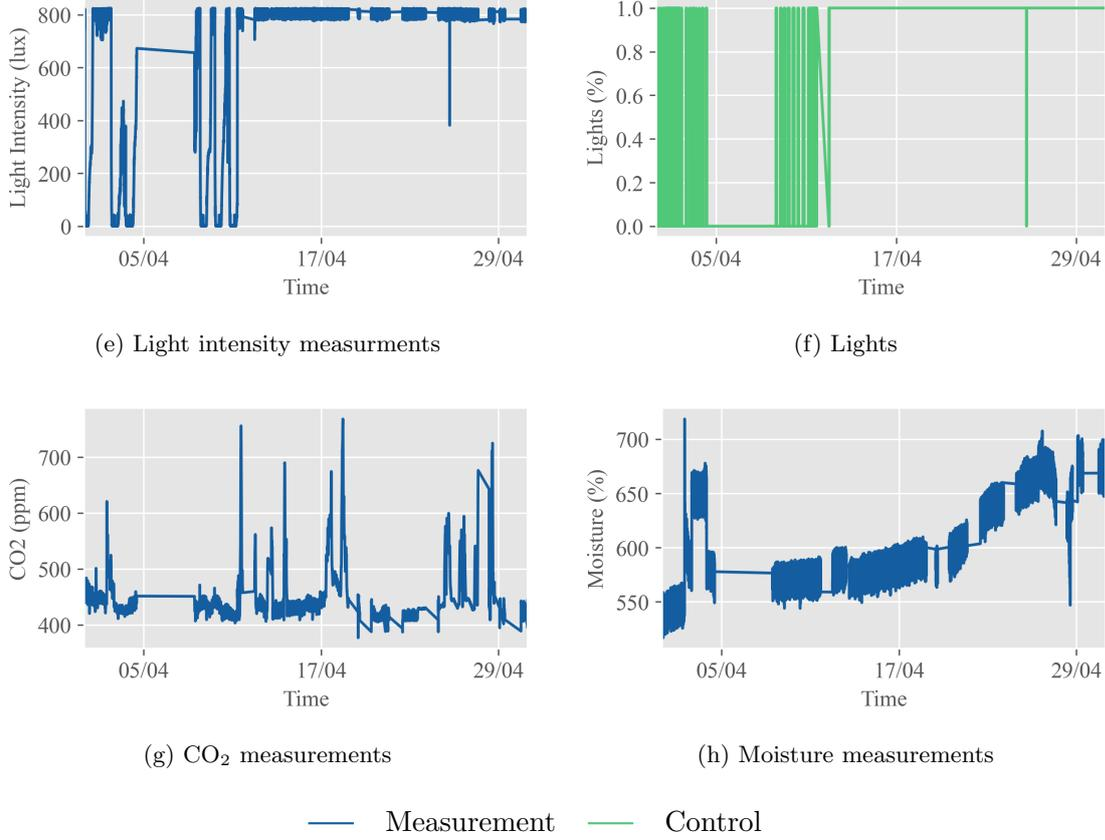 Light Intensity (lux)
800
600
400
200
0
05/04 17/04 29/04
Time
(e) Light intensity measurments
Lights (%)
1.0
0.8
0.6
0.4
0.2
0.0
05/04 17/04 29/04
Time
(f) Lights
CO2 (ppm)
700
600
500
400
05/04 17/04 29/04
Time
(g) CO₂ measurements
Moisture (%)
700
650
600
550
05/04 17/04 29/04
Time
(h) Moisture measurements
Measurement Control